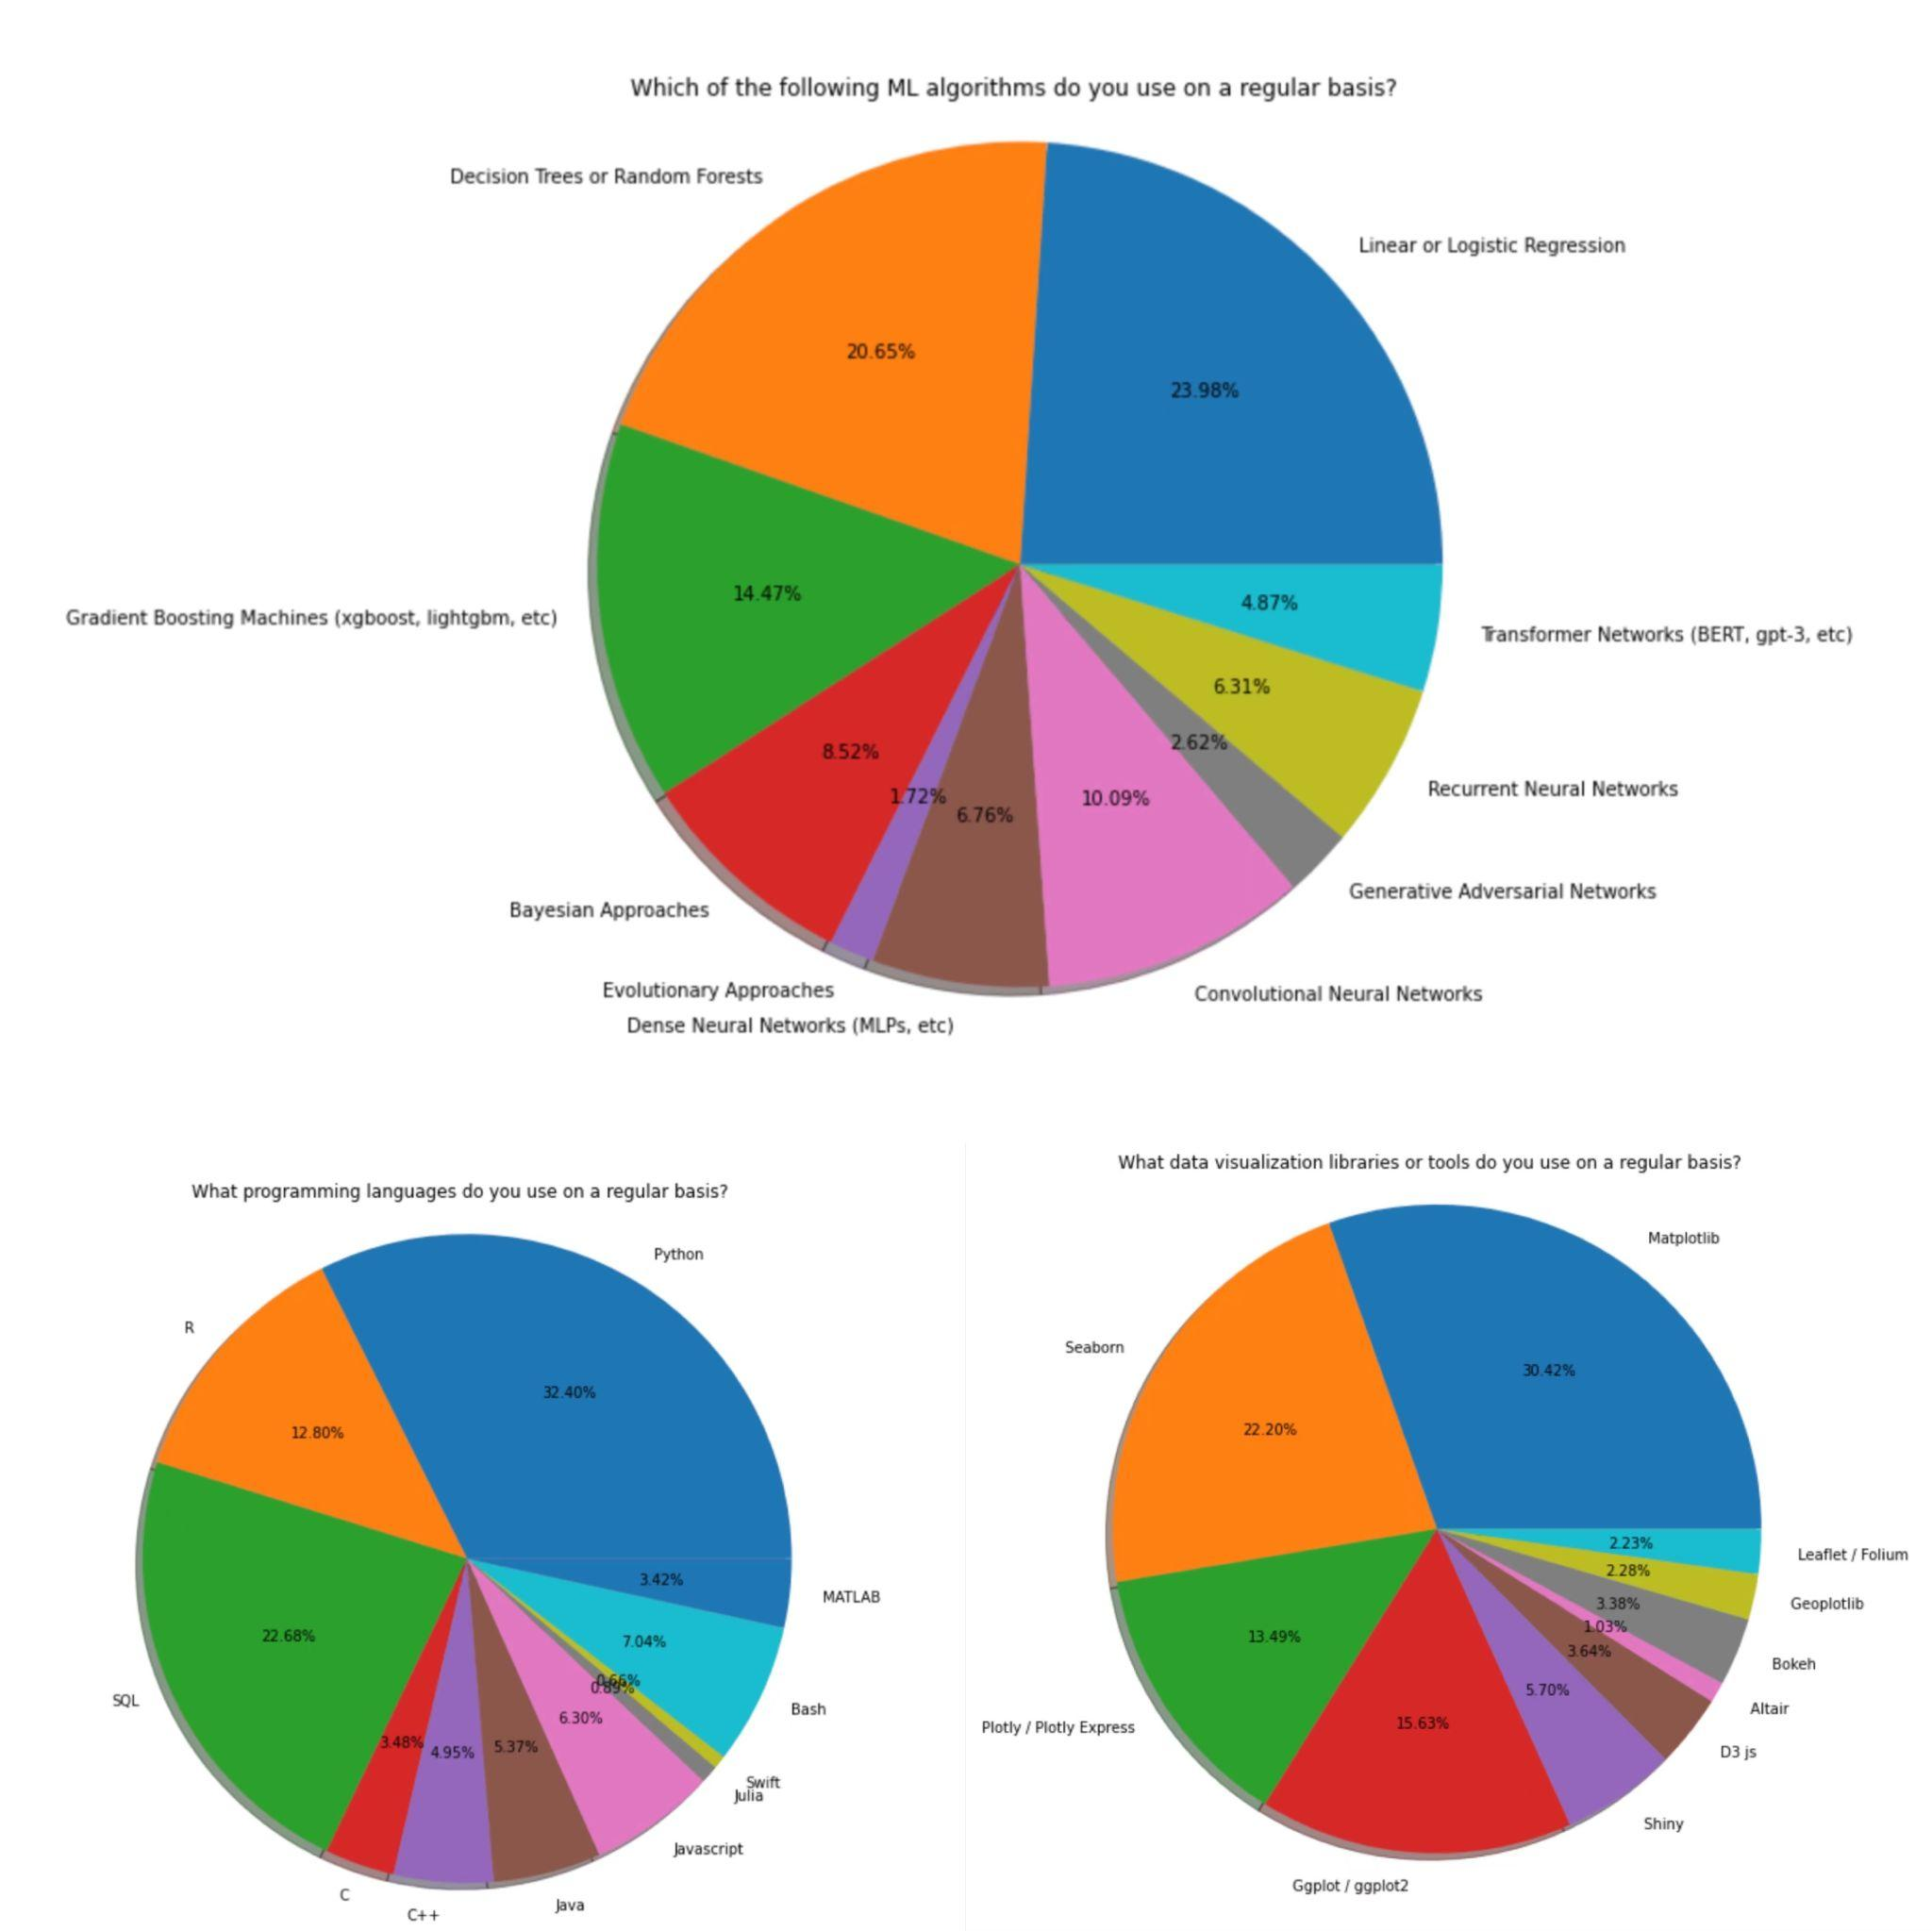 Which of the following ML algorithms do you use on a regular basis?
Decision Trees or Random Forests
Linear or Logistic Regression
20.65%
23.98%
14.47%
4.87%
Gradient Boosting Machines (xgboost, lightgbm, etc)
Transformer Networks (BERT, gpt-3, etc)
6.31%
2.62%
8.52%
Recurrent Neural Networks
1.72%
10.09%
6.76%
Generative Adversarial Networks
Bayesian Approaches
Evolutionary Approaches
Convolutional Neural Networks
Dense Neural Networks (MLPs, etc)
What programming languages do you use on a regular basis?
Python
R
32.40%
12.80%
3.42%
MATLAB
22.68%
7.04%
0.66%
0.89%
SQL
Bash
6.30%
3.48%
4.95%
5.37%
Swift
Julia
Javascript
C
Java
C++
What data visualization libraries or tools do you use on a regular basis?
Matplotlib
Seaborn
30.42%
22.20%
2.23%
Leaflet / Folium
2.28%
3.38%
Geoplotlib
1.03%
13.49%
3.64%
Bokeh
5.70%
Altair
15.63%
Plotly / Plotly Express
D3 js
Shiny
Ggplot / ggplot2